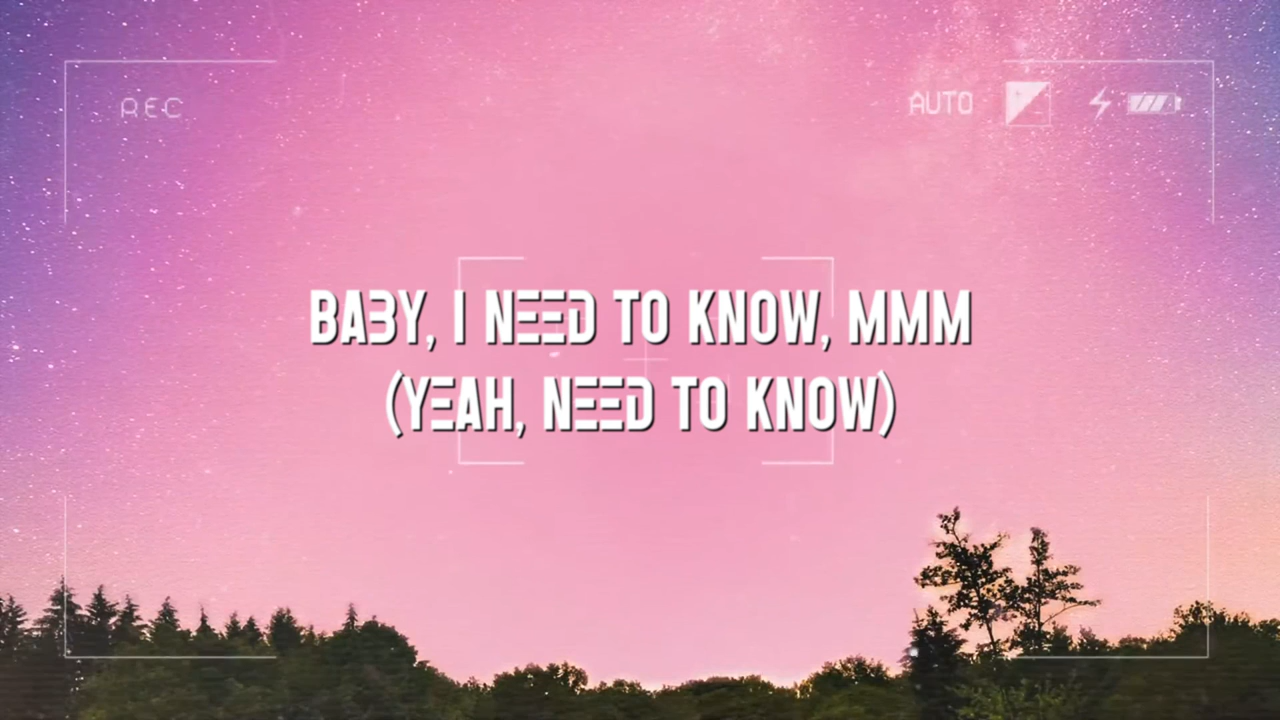 REC
AUTO
BABY, I NEED TO KNOW, MMM
(YEAH, NEED TO KNOW)